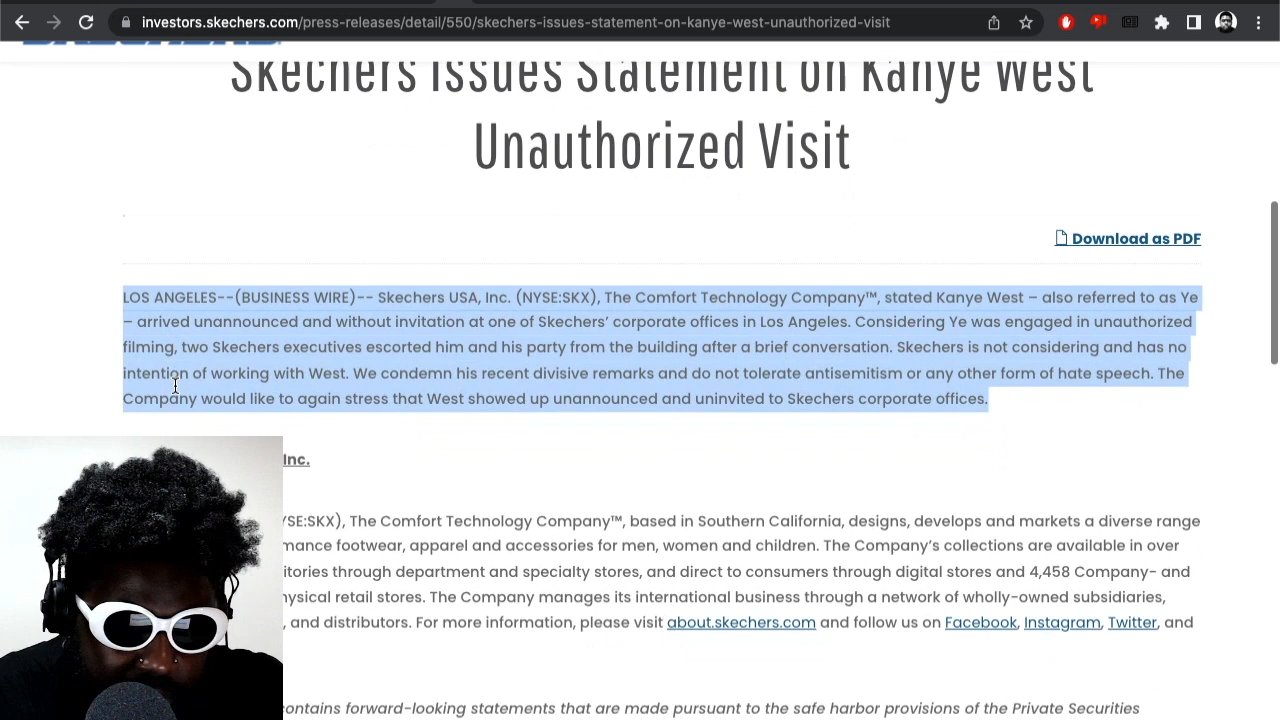 investors.skechers.com/press-releases/detail/550/skechers-issues-statement-on-kanye-west-unauthorized-visit
Skechers Issues Statement on Kanye West
Unauthorized Visit
Download as PDF
LOS ANGELES--(BUSINESS WIRE)-- Skechers USA, Inc. (NYSE:SKX), The Comfort Technology Company™, stated Kanye West – also referred to as Ye
– arrived unannounced and without invitation at one of Skechers’ corporate offices in Los Angeles. Considering Ye was engaged in unauthorized
filming, two Skechers executives escorted him and his party from the building after a brief conversation. Skechers is not considering and has no
intention of working with West. We condemn his recent divisive remarks and do not tolerate antisemitism or any other form of hate speech. The
Company would like to again stress that West showed up unannounced and uninvited to Skechers corporate offices.
Inc.
YSE:SKX), The Comfort Technology Company™, based in Southern California, designs, develops and markets a diverse range
mance footwear, apparel and accessories for men, women and children. The Company’s collections are available in over
itories through department and specialty stores, and direct to consumers through digital stores and 4,458 Company- and
hysical retail stores. The Company manages its international business through a network of wholly-owned subsidiaries,
, and distributors. For more information, please visit about.skechers.com and follow us on Facebook, Instagram, Twitter, and
contains forward-looking statements that are made pursuant to the safe harbor provisions of the Private Securities